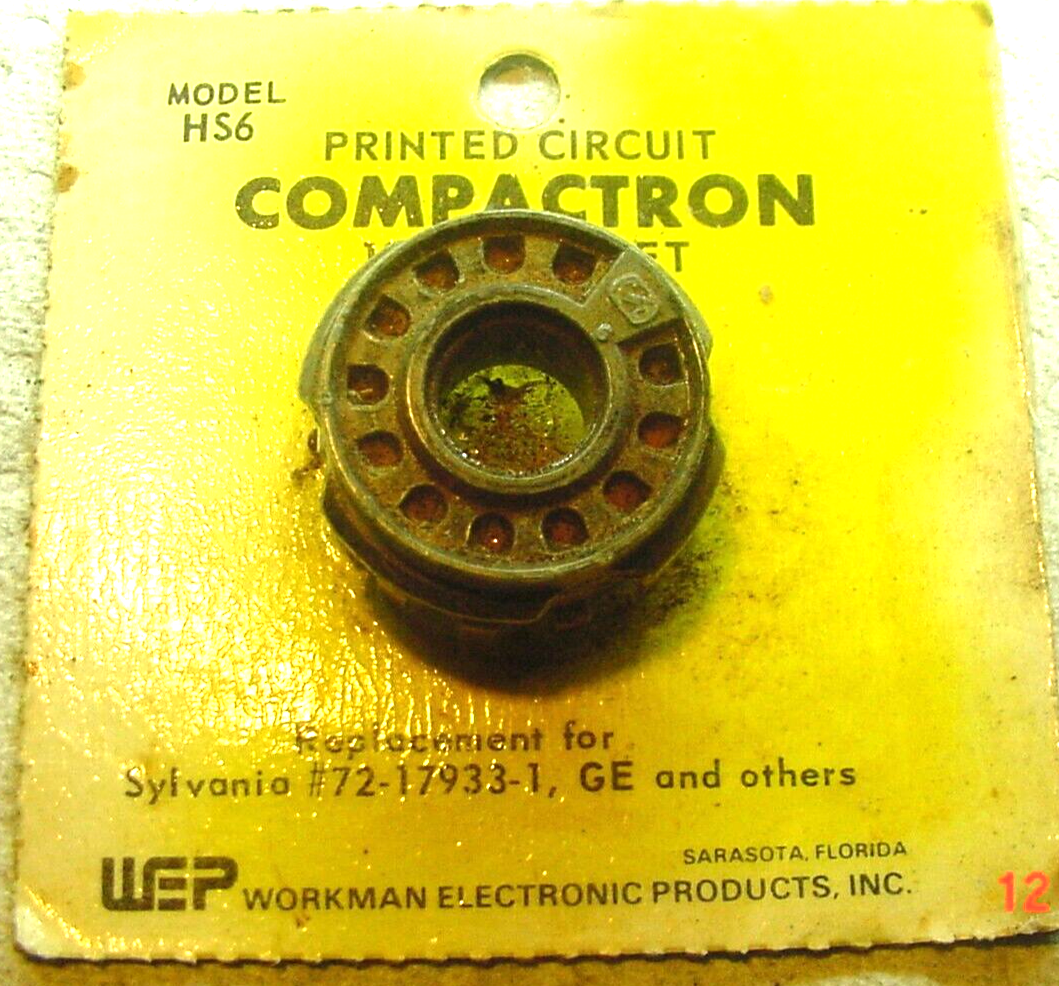 MODEL
HS6
PRINTED CIRCUIT
COMPACTRON
Replacement for
Sylvania #72-17933-1, GE and others
SARASOTA, FLORIDA
WEP WORKMAN ELECTRONIC PRODUCTS, INC.
12